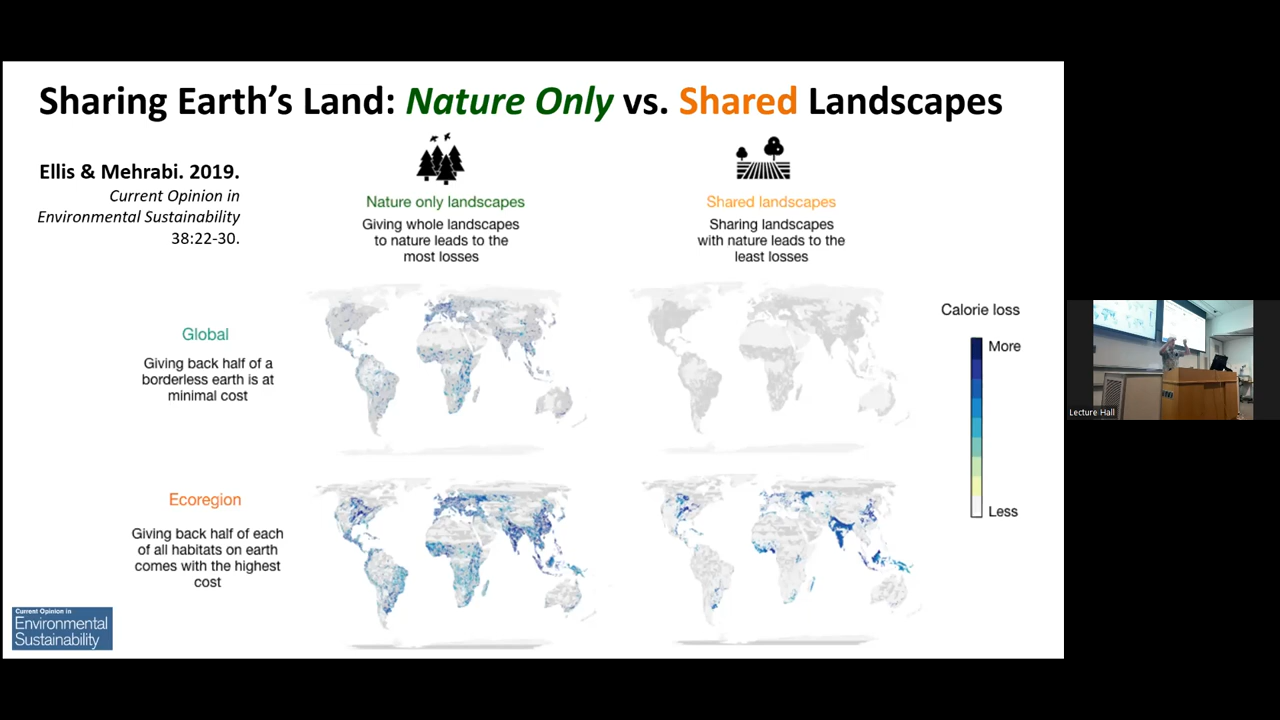 Sharing Earth's Land: Nature Only vs. Shared Landscapes
Ellis & Mehrabi. 2019.
Current Opinion in
Environmental Sustainability
38:22-30.
Nature only landscapes
Giving whole landscapes
to nature leads to the
most losses
Shared landscapes
Sharing landscapes
with nature leads to the
least losses
Global
Giving back half of a
borderless earth is at
minimal cost
Calorie loss
More
Less
Ecoregion
Giving back half of each
of all habitats on earth
comes with the highest
cost
Current Opinion in
Environmental
Sustainability
Lecture Hall